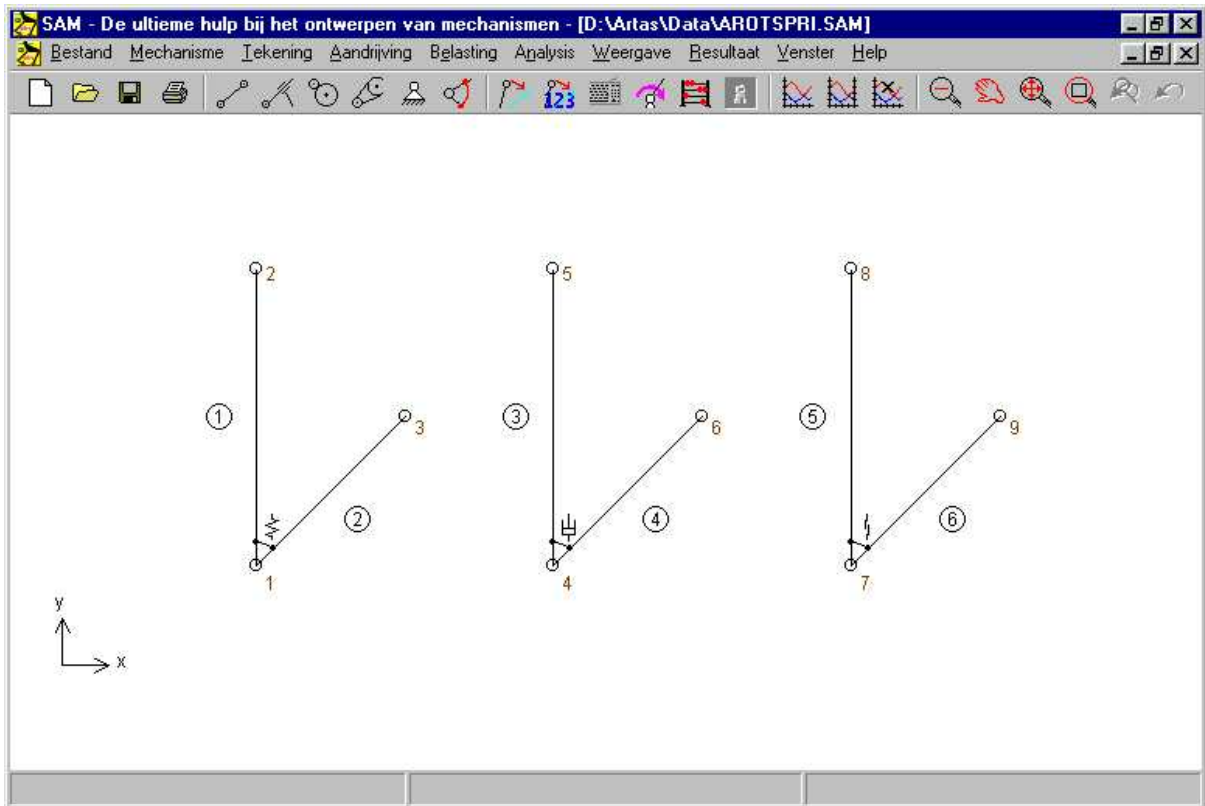 SAM - De ultieme hulp bij het ontwerpen van mechanismen - [D:\Artas\Data\AROTSPRI.SAM]
Bestand Mechanisme Tekening Aandrijving Belasting Analysis Weergave Resultaat Venster Help
123
2 5 8
1 3 3 6 5 9
2 4 6
1 4 7
y
x